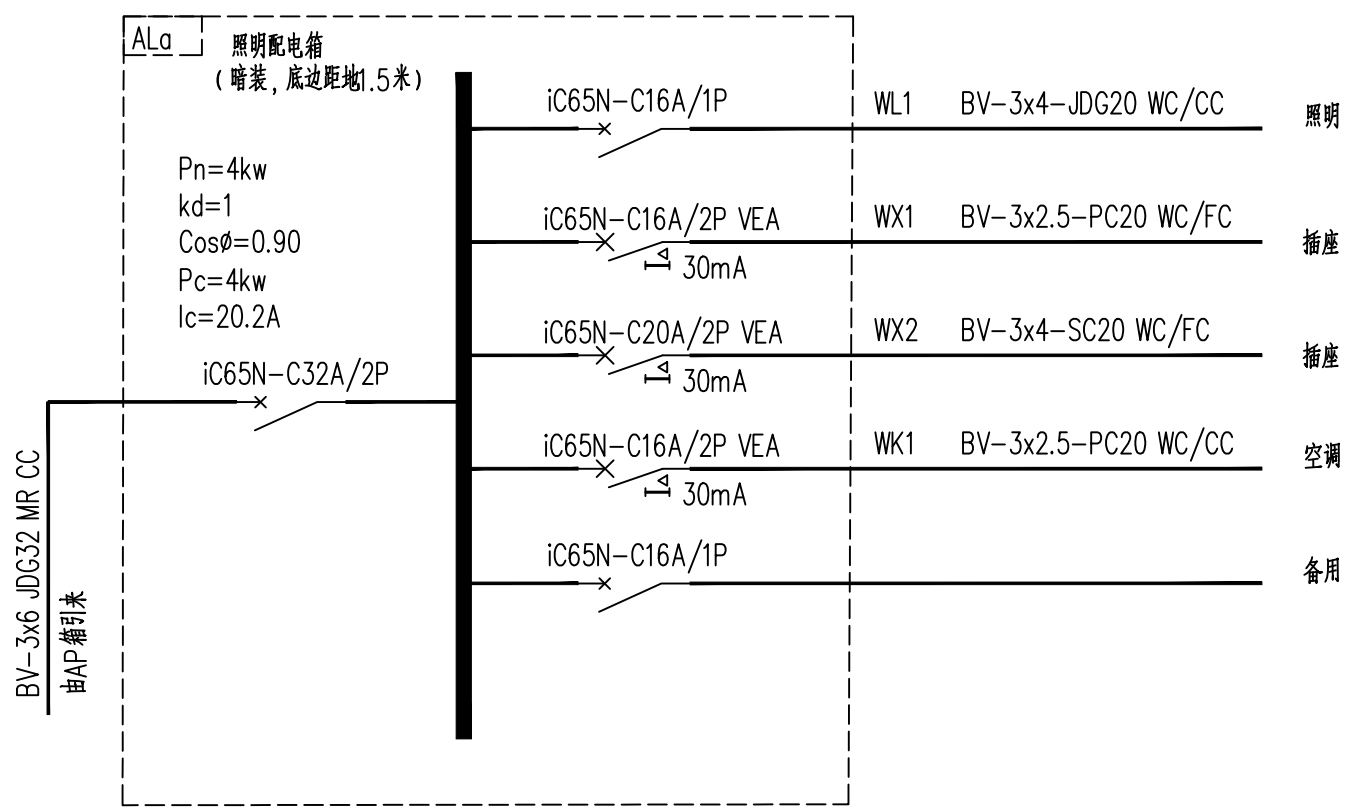 ALa
照明配电箱
(暗装,底边距地1.5米)
Pn=4kw
kd=1
CosØ=0.90
Pc=4kw
Ic=20.2A
iC65N-C32A/2P
BV-3x6 JDG32 MR CC
由AP箱引来
iC65N-C16A/1P
WL1 BV-3x4-JDG20 WC/CC
照明
iC65N-C16A/2P VEA
30mA
WX1 BV-3x2.5-PC20 WC/FC
插座
iC65N-C20A/2P VEA
30mA
WX2 BV-3x4-SC20 WC/FC
插座
iC65N-C16A/2P VEA
30mA
WK1 BV-3x2.5-PC20 WC/CC
空调
iC65N-C16A/1P
备用